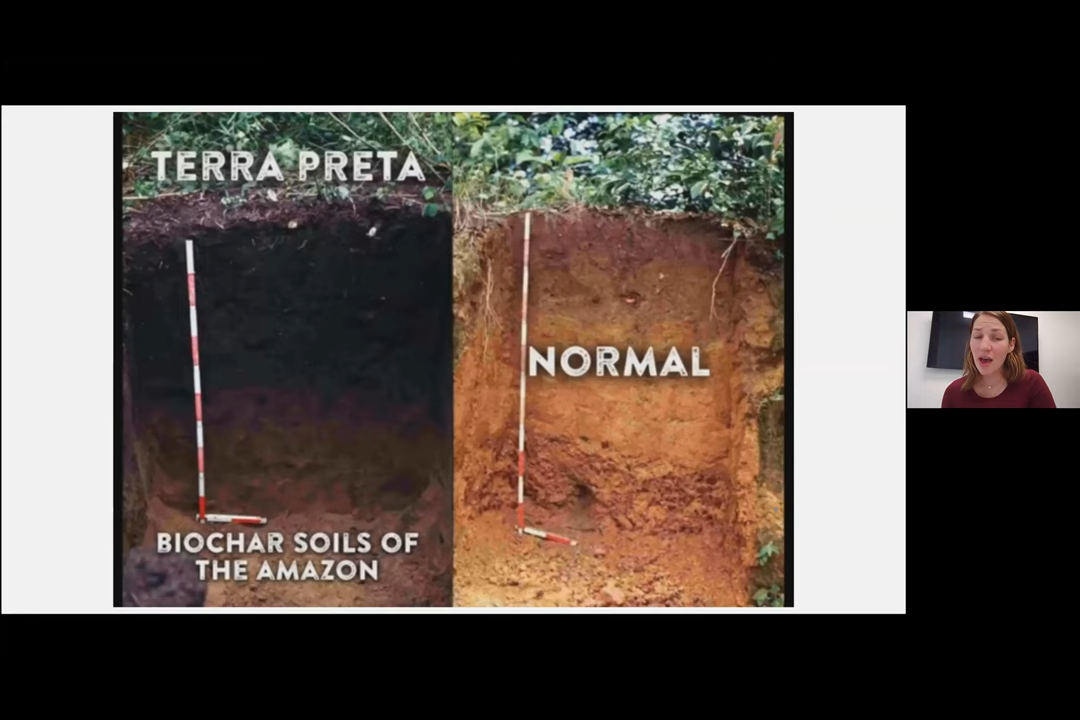 TERRA PRETA
NORMAL
BIOCHAR SOILS OF
THE AMAZON